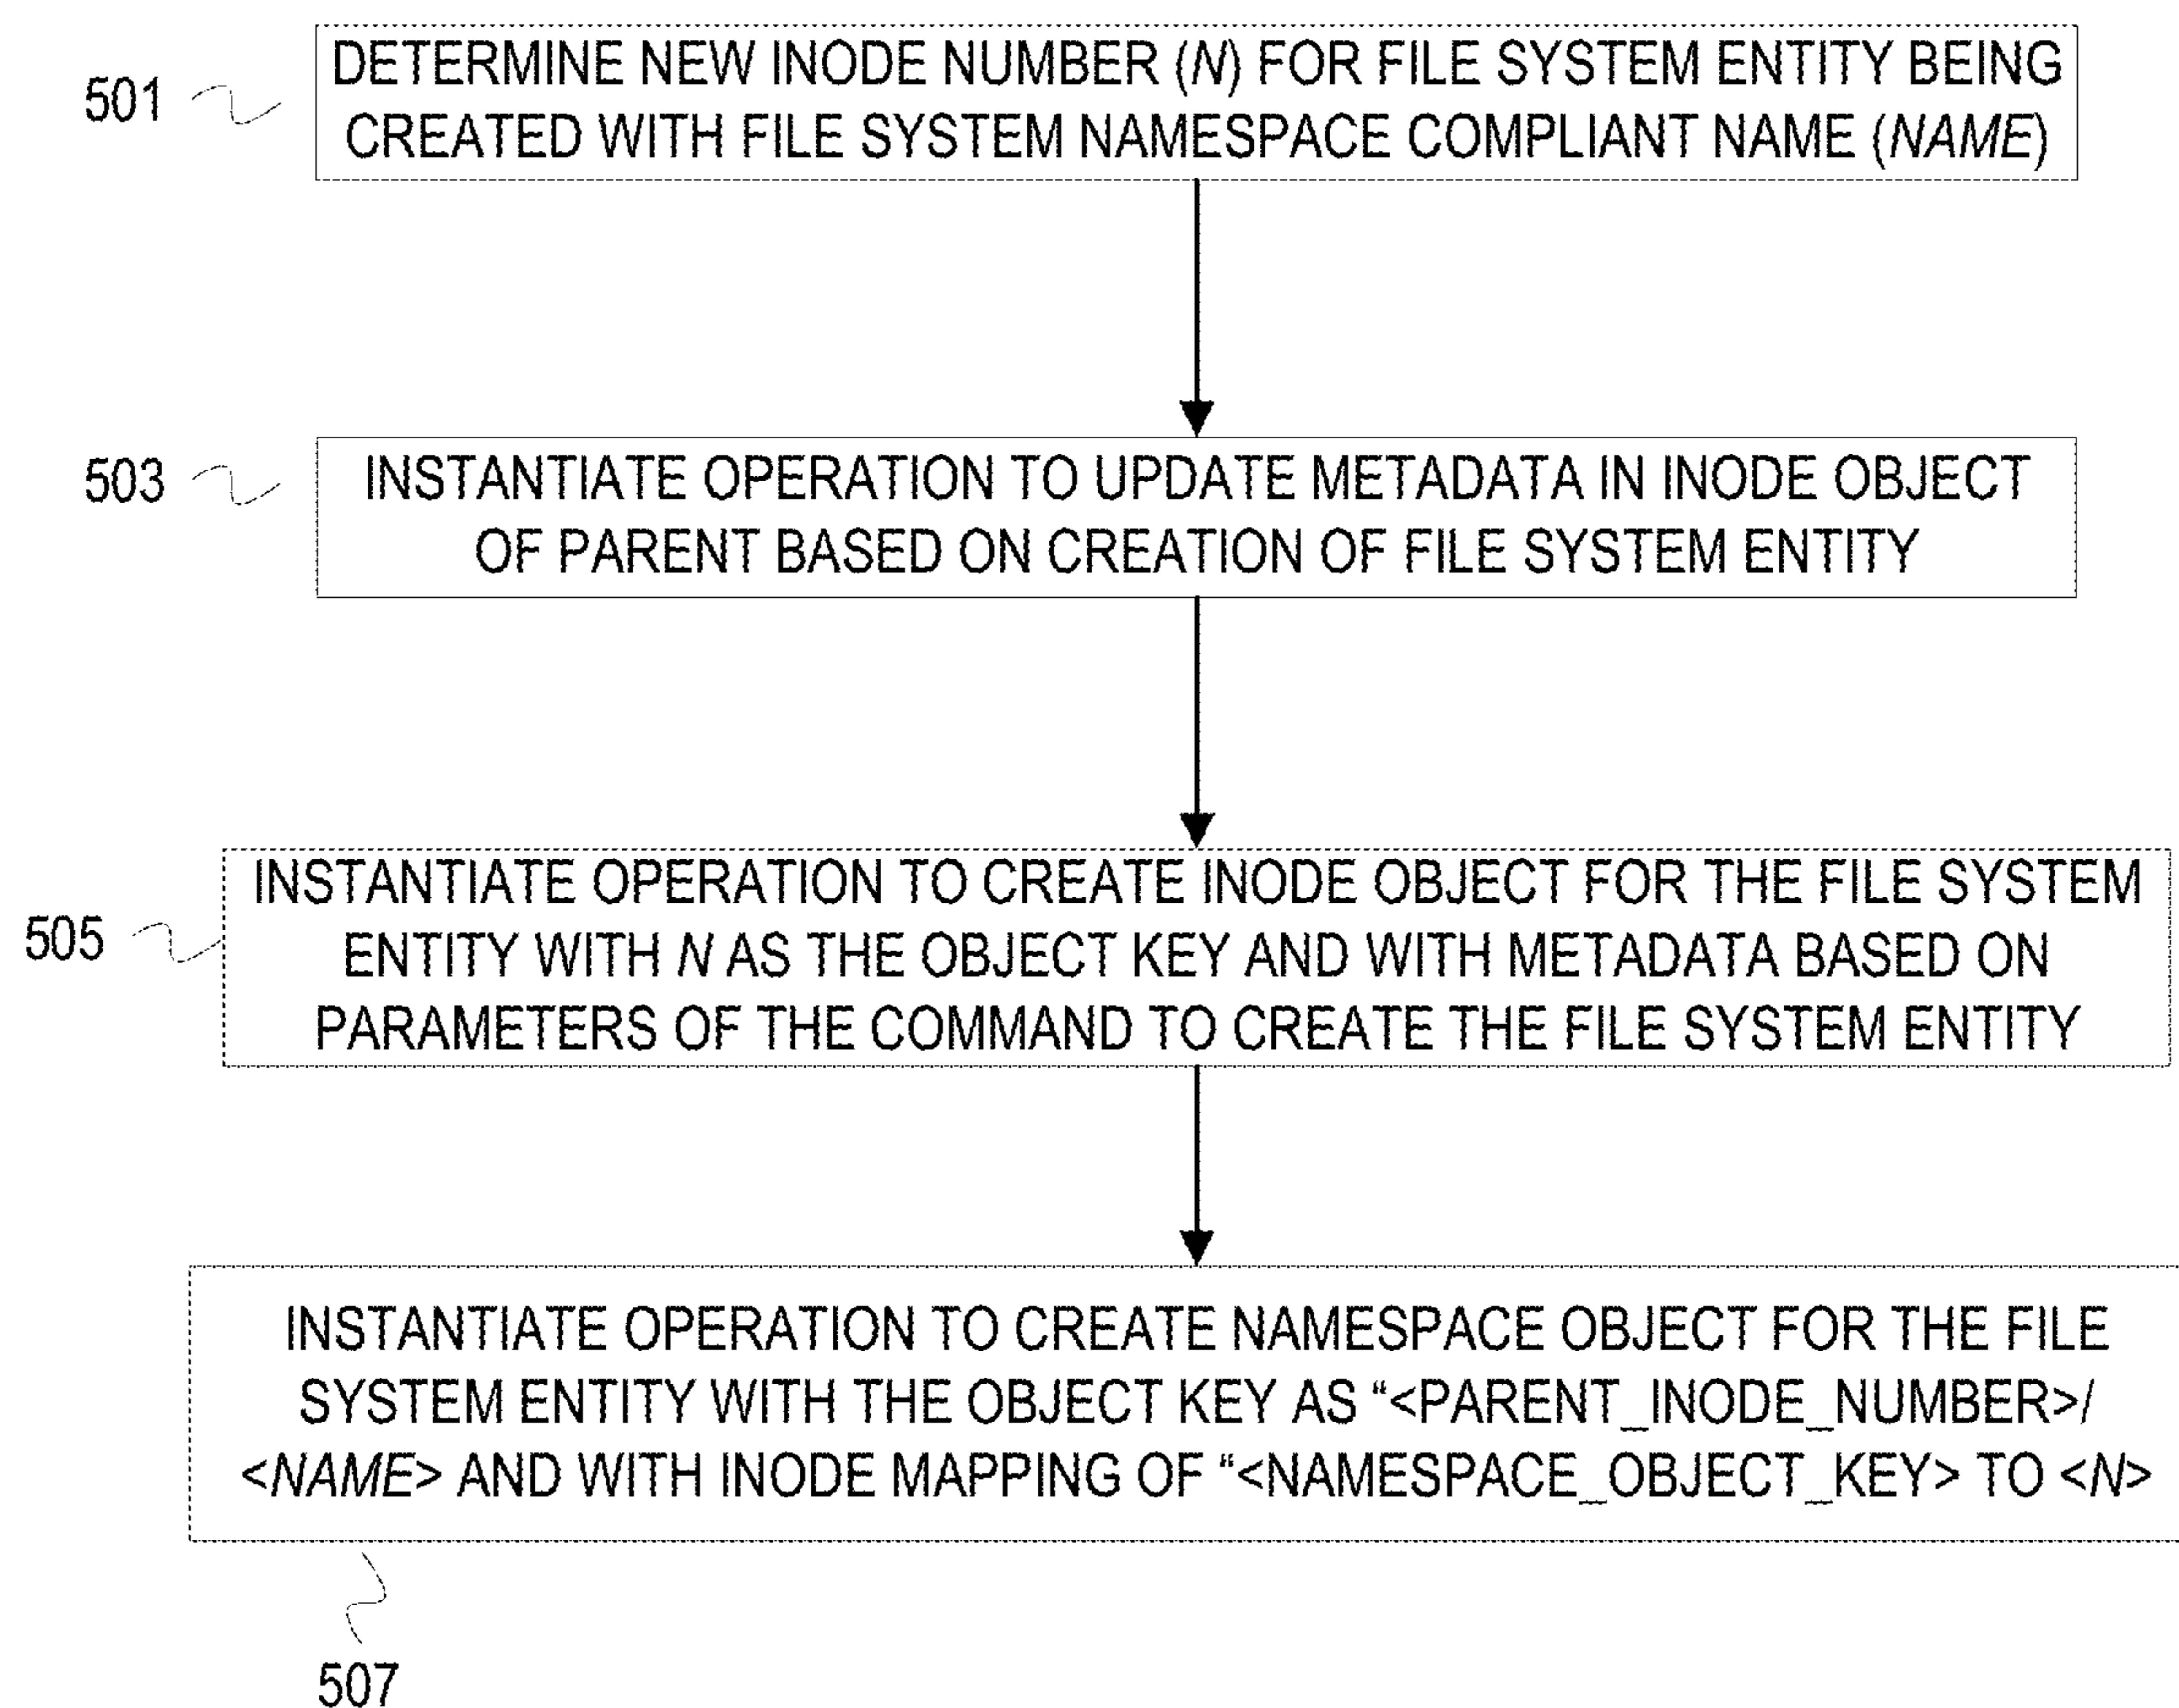 501
DETERMINE NEW INODE NUMBER (N) FOR FILE SYSTEM ENTITY BEING
CREATED WITH FILE SYSTEM NAMESPACE COMPLIANT NAME (NAME)
503
INSTANTIATE OPERATION TO UPDATE METADATA IN INODE OBJECT
OF PARENT BASED ON CREATION OF FILE SYSTEM ENTITY
505
INSTANTIATE OPERATION TO CREATE INODE OBJECT FOR THE FILE SYSTEM
ENTITY WITH N AS THE OBJECT KEY AND WITH METADATA BASED ON
PARAMETERS OF THE COMMAND TO CREATE THE FILE SYSTEM ENTITY
INSTANTIATE OPERATION TO CREATE NAMESPACE OBJECT FOR THE FILE
SYSTEM ENTITY WITH THE OBJECT KEY AS “<PARENT_INODE_NUMBER>/
<NAME> AND WITH INODE MAPPING OF “<NAMESPACE_OBJECT_KEY> TO <N>
507